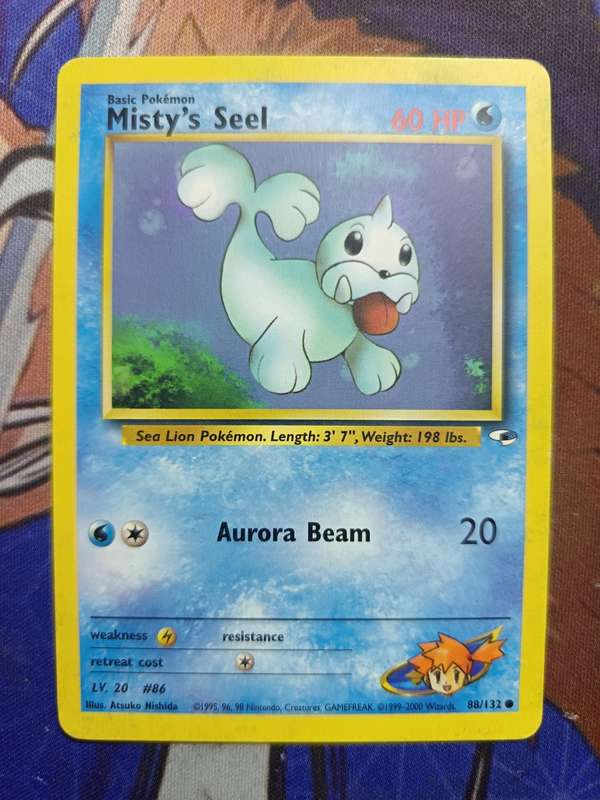 Basic Pokémon
Misty's Seel 60 HP
Sea Lion Pokémon. Length: 3' 7", Weight: 198 lbs.
Aurora Beam 20
weakness resistance
retreat cost
LV. 20 #86
Illus. Atsuko Nishida ©1995, 96, 98 Nintendo, Creatures, GAMEFREAK. ©1999-2000 Wizards. 88/132